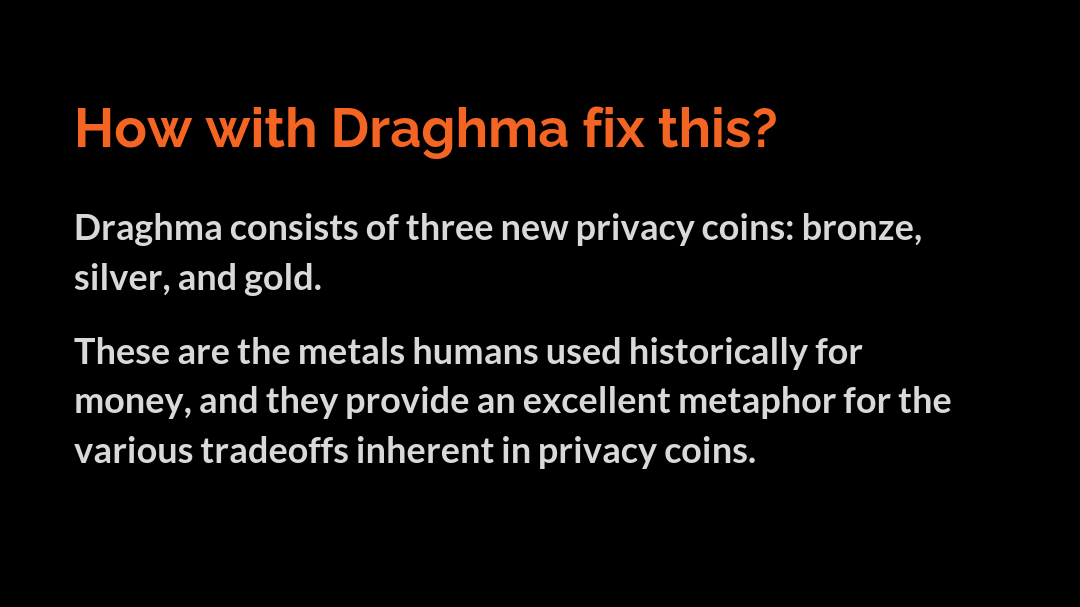 How with Draghma fix this?
Draghma consists of three new privacy coins: bronze,
silver, and gold.
These are the metals humans used historically for
money, and they provide an excellent metaphor for the
various tradeoffs inherent in privacy coins.